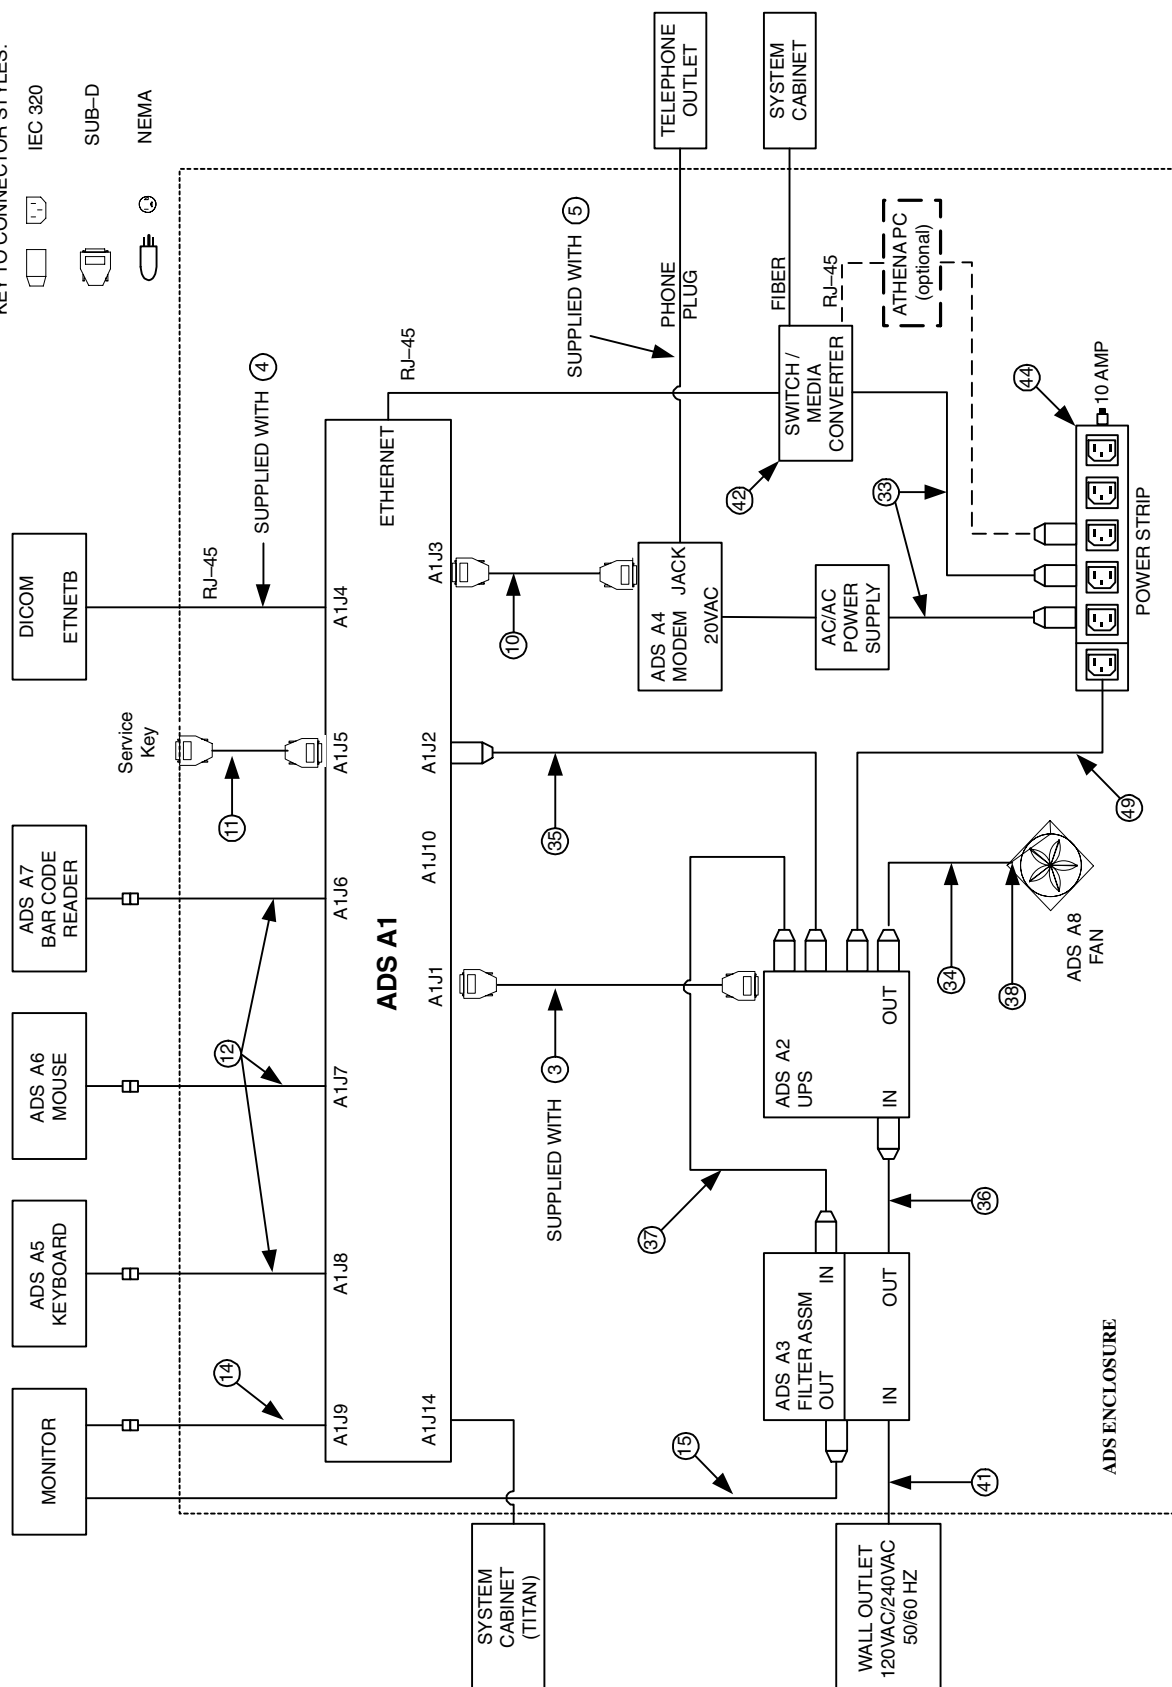 KEY TO CONNECTOR STYLES:
IEC 320
SUB–D
NEMA
MONITOR
ADS A5
KEYBOARD
ADS A6
MOUSE
ADS A7
BAR CODE
READER
Service
Key
DICOM
ETNETB
RJ–45
SUPPLIED WITH 4
14
12
11
A1J9
A1J8
A1J7
A1J6
A1J5
A1J4
ETHERNET
RJ–45
ADS A1
A1J14
A1J1
A1J10
A1J2
A1J3
SYSTEM
CABINET
(TITAN)
SUPPLIED WITH 3
35
10
SUPPLIED WITH 5
PHONE
PLUG
TELEPHONE
OUTLET
37
15
ADS A4
MODEM
JACK
20VAC
42
SWITCH /
MEDIA
CONVERTER
FIBER
RJ–45
SYSTEM
CABINET
ADS A3
FILTER ASSM
OUT
IN
IN
OUT
ADS A2
UPS
IN
OUT
AC/AC
POWER
SUPPLY
33
ATHENA PC
(optional)
WALL OUTLET
120VAC/240VAC
50/60 HZ
41
36
34
38
ADS A8
FAN
49
44
10 AMP
POWER STRIP
ADS ENCLOSURE